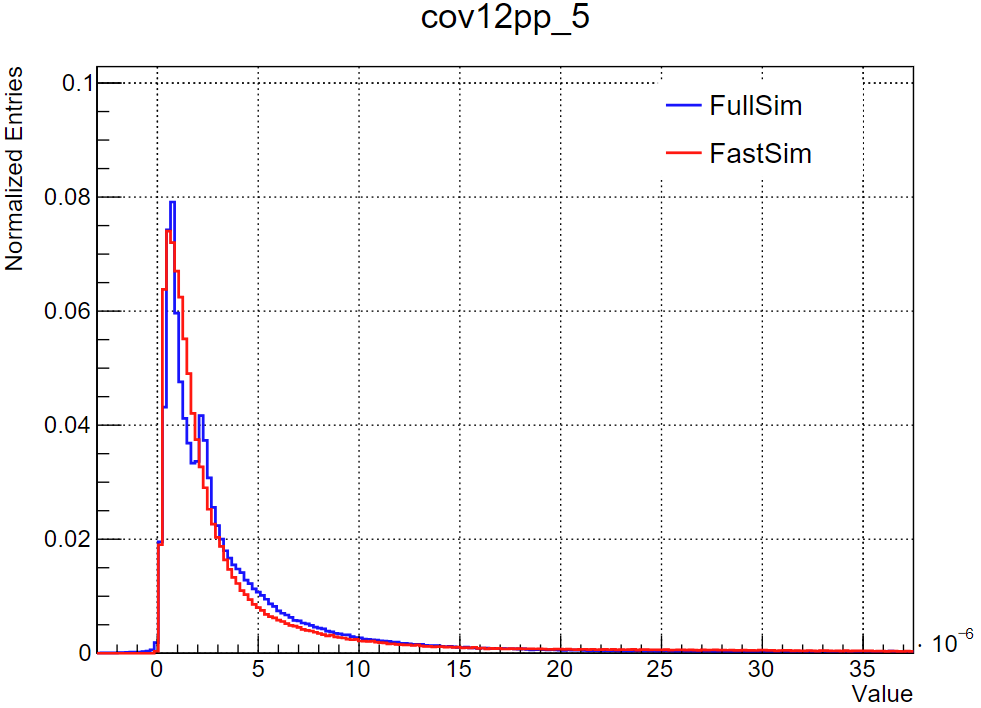 cov12pp_5
Normalized Entries
FullSim
FastSim
0.1
0.08
0.06
0.04
0.02
0
0 5 10 15 20 25 30 35
· 10⁻⁶
Value